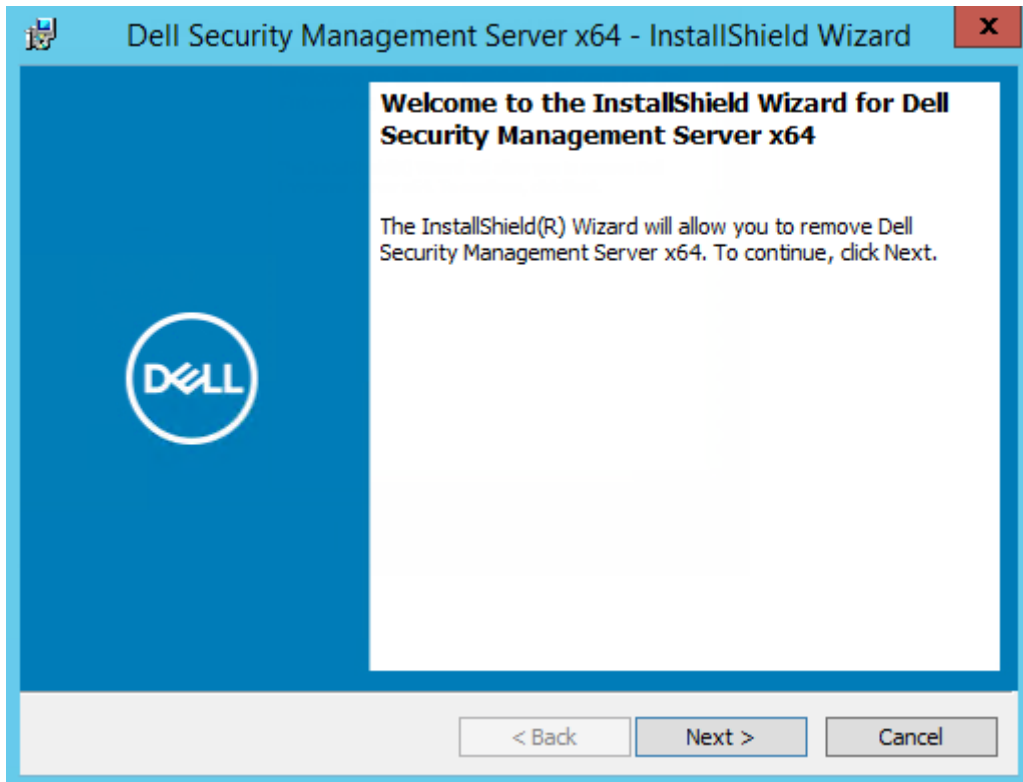 Dell Security Management Server x64 - InstallShield Wizard
x
Welcome to the InstallShield Wizard for Dell
Security Management Server x64
The InstallShield(R) Wizard will allow you to remove Dell
Security Management Server x64. To continue, click Next.
DELL
< Back
Next >
Cancel